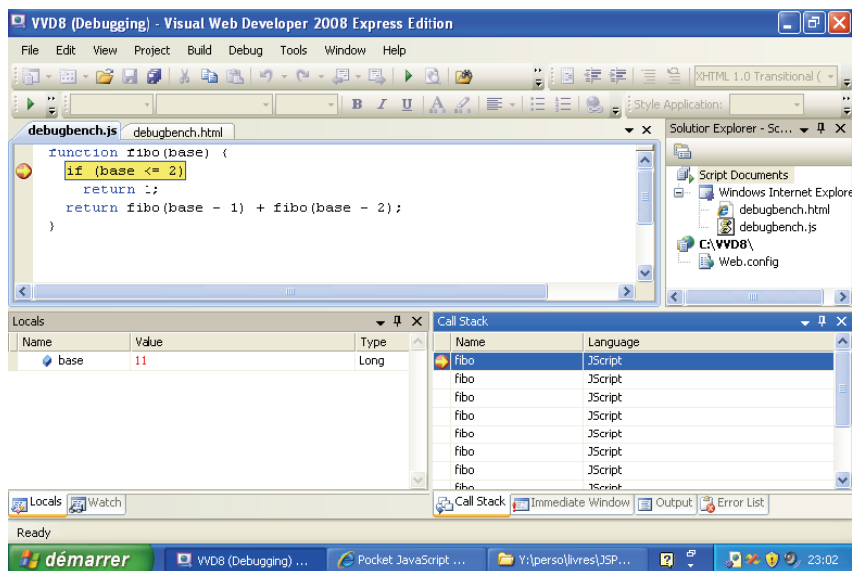 VVD8 (Debugging) - Visual Web Developer 2008 Express Edition
File Edit View Project Build Debug Tools Window Help
XHTML 1.0 Transitional (
B I U A Style Application:
debugbench.js debugbench.html
Solutior Explorer - Sc...
function fibo(base) {
if (base <= 2)
return 1;
return fibo(base - 1) + fibo(base - 2);
}
Script Documents
Windows Internet Explore
debugbench.html
debugbench.js
C:\VVD8\
Web.config
Locals
Name Value Type
base 11 Long
Call Stack
Name Language
fibo JScript
fibo JScript
fibo JScript
fibo JScript
fibo JScript
fibo JScript
fibo JScript
fibo JScript
Locals Watch
Call Stack Immediate Window Output Error List
Ready
démarrer VVD8 (Debugging) ... Pocket JavaScript ... Y:\perso\livres\JSP... 23:02